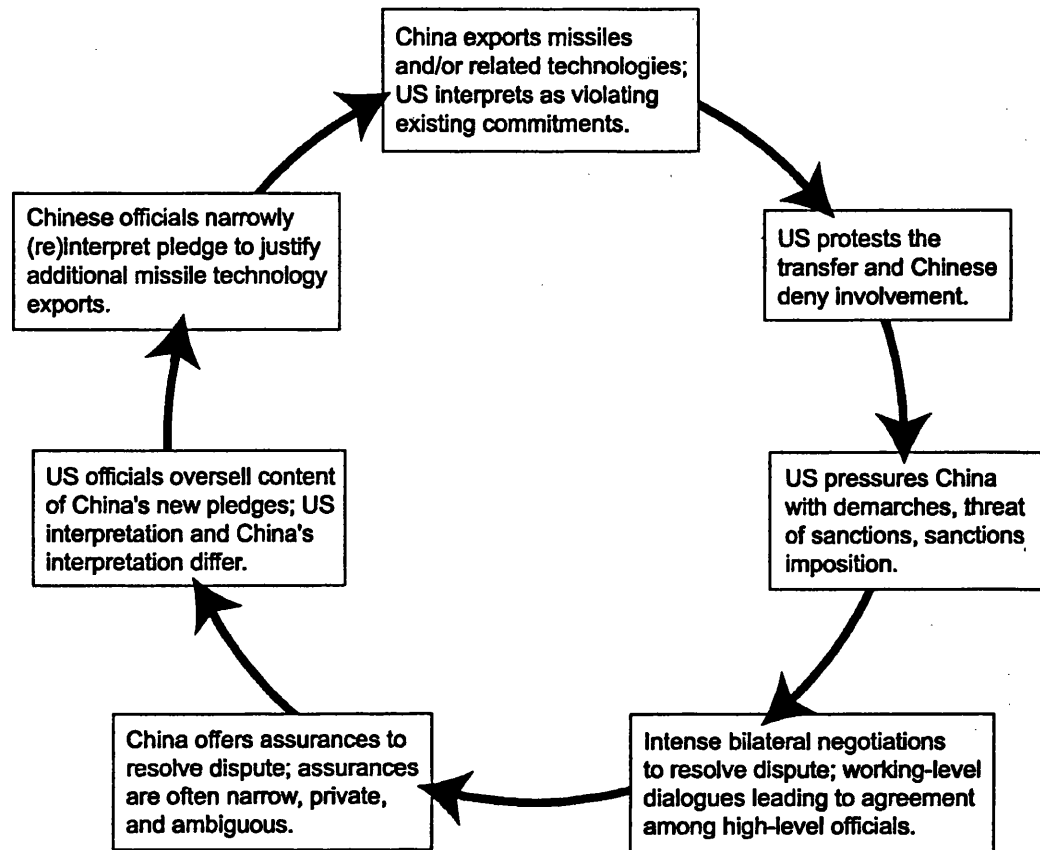 China exports missiles
and/or related technologies;
US interprets as violating
existing commitments.
US protests the
transfer and Chinese
deny involvement.
US pressures China
with demarches, threat
of sanctions, sanctions
imposition.
Intense bilateral negotiations
to resolve dispute; working-level
dialogues leading to agreement
among high-level officials.
China offers assurances to
resolve dispute; assurances
are often narrow, private,
and ambiguous.
US officials oversell content
of China's new pledges; US
interpretation and China's
interpretation differ.
Chinese officials narrowly
(re)interpret pledge to justify
additional missile technology
exports.